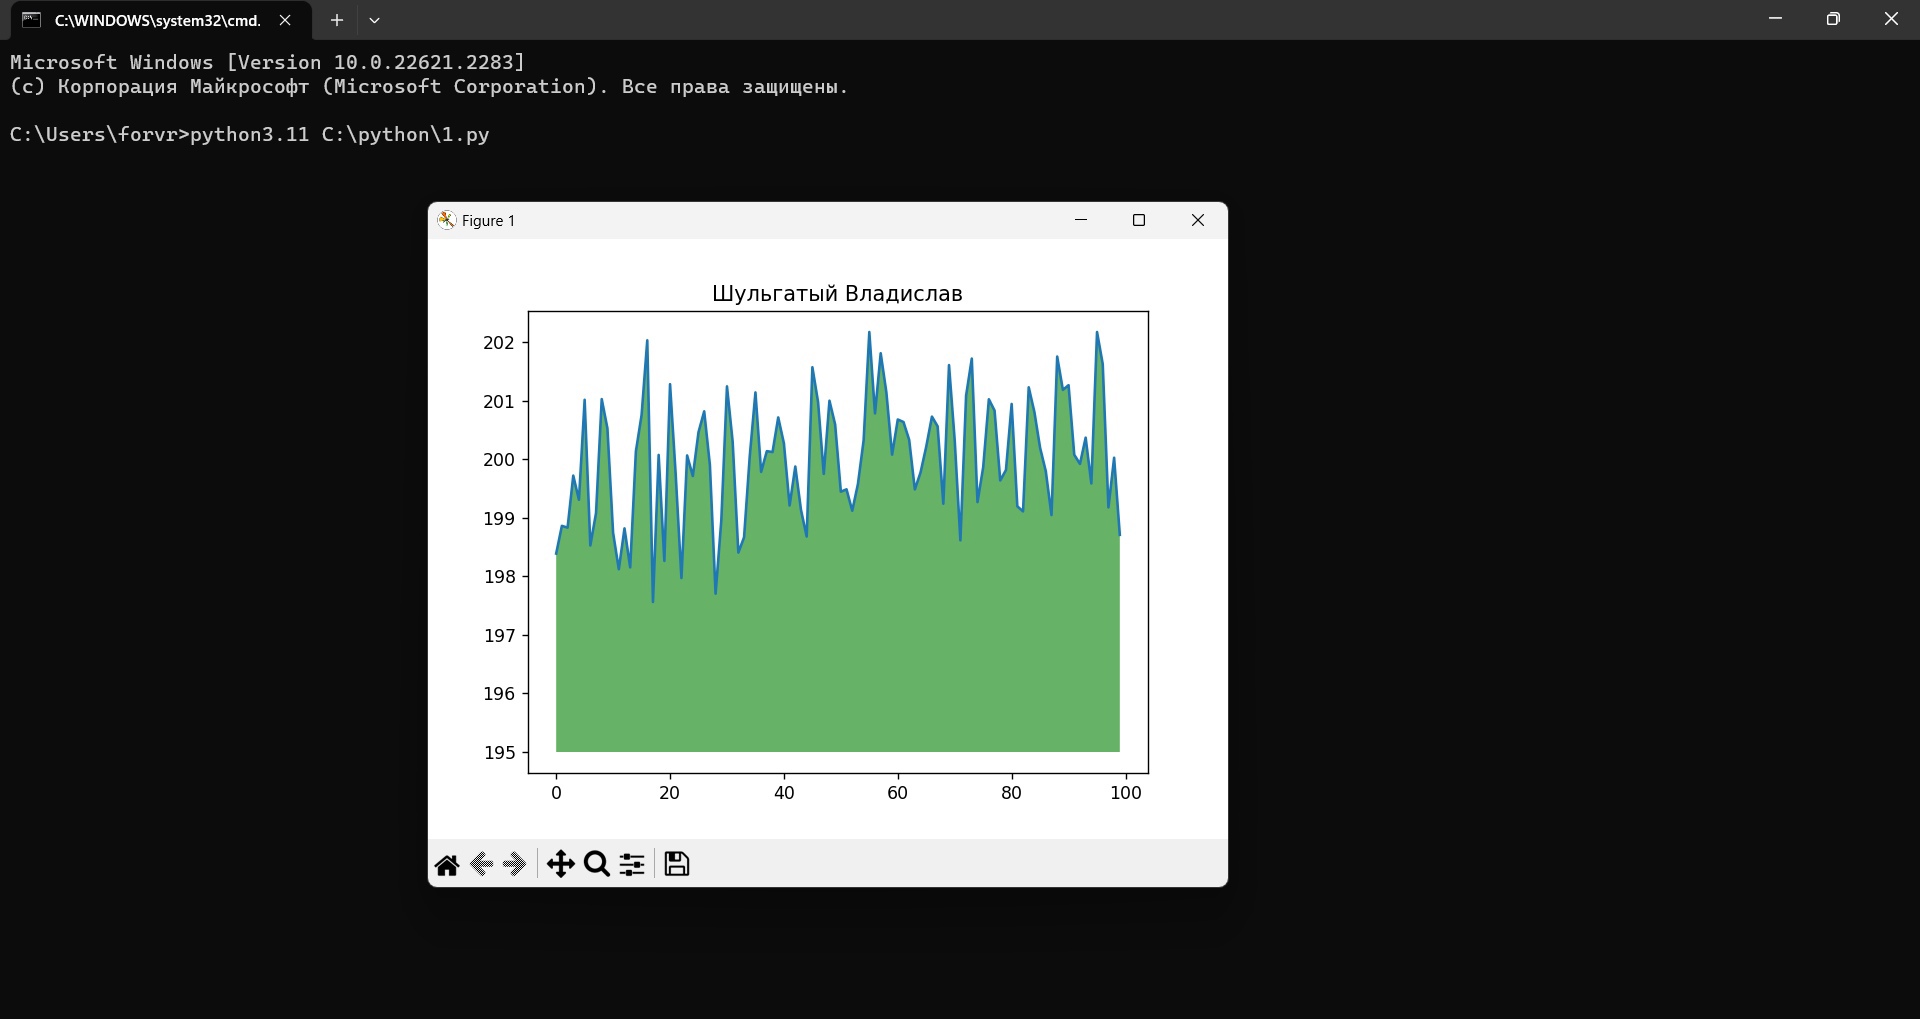 C:\WINDOWS\system32\cmd.
Microsoft Windows [Version 10.0.22621.2283]
(c) Корпорация Майкрософт (Microsoft Corporation). Все права защищены.
C:\Users\forvr>python3.11 C:\python\1.py
Figure 1
Шульгатый Владислав
202
201
200
199
198
197
196
195
0 20 40 60 80 100